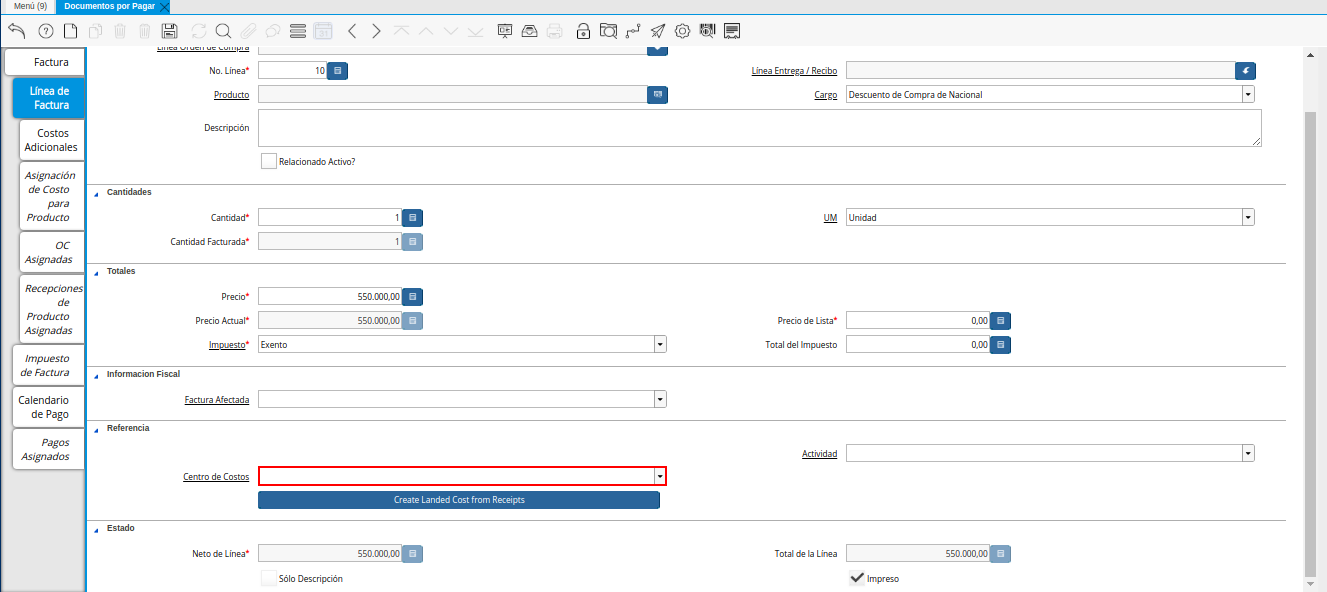 Menú (9)
Documentos por Pagar
Factura
Línea de
Factura
Costos
Adicionales
Asignación
de Costo
para
Producto
OC
Asignadas
Recepciones
de
Producto
Asignadas
Impuesto
de Factura
Calendario
de Pago
Pagos
Asignados
Línea Orden de Compra
No. Línea* 10
Línea Entrega / Recibo
Producto
Cargo Descuento de Compra de Nacional
Descripción
Relacionado Activo?
Cantidades
Cantidad* 1
UM Unidad
Cantidad Facturada* 1
Totales
Precio* 550.000,00
Precio Actual* 550.000,00
Precio de Lista* 0,00
Impuesto* Exento
Total del Impuesto 0,00
Informacion Fiscal
Factura Afectada
Referencia
Actividad
Centro de Costos
Create Landed Cost from Receipts
Estado
Neto de Línea* 550.000,00
Total de la Línea 550.000,00
Sólo Descripción
Impreso